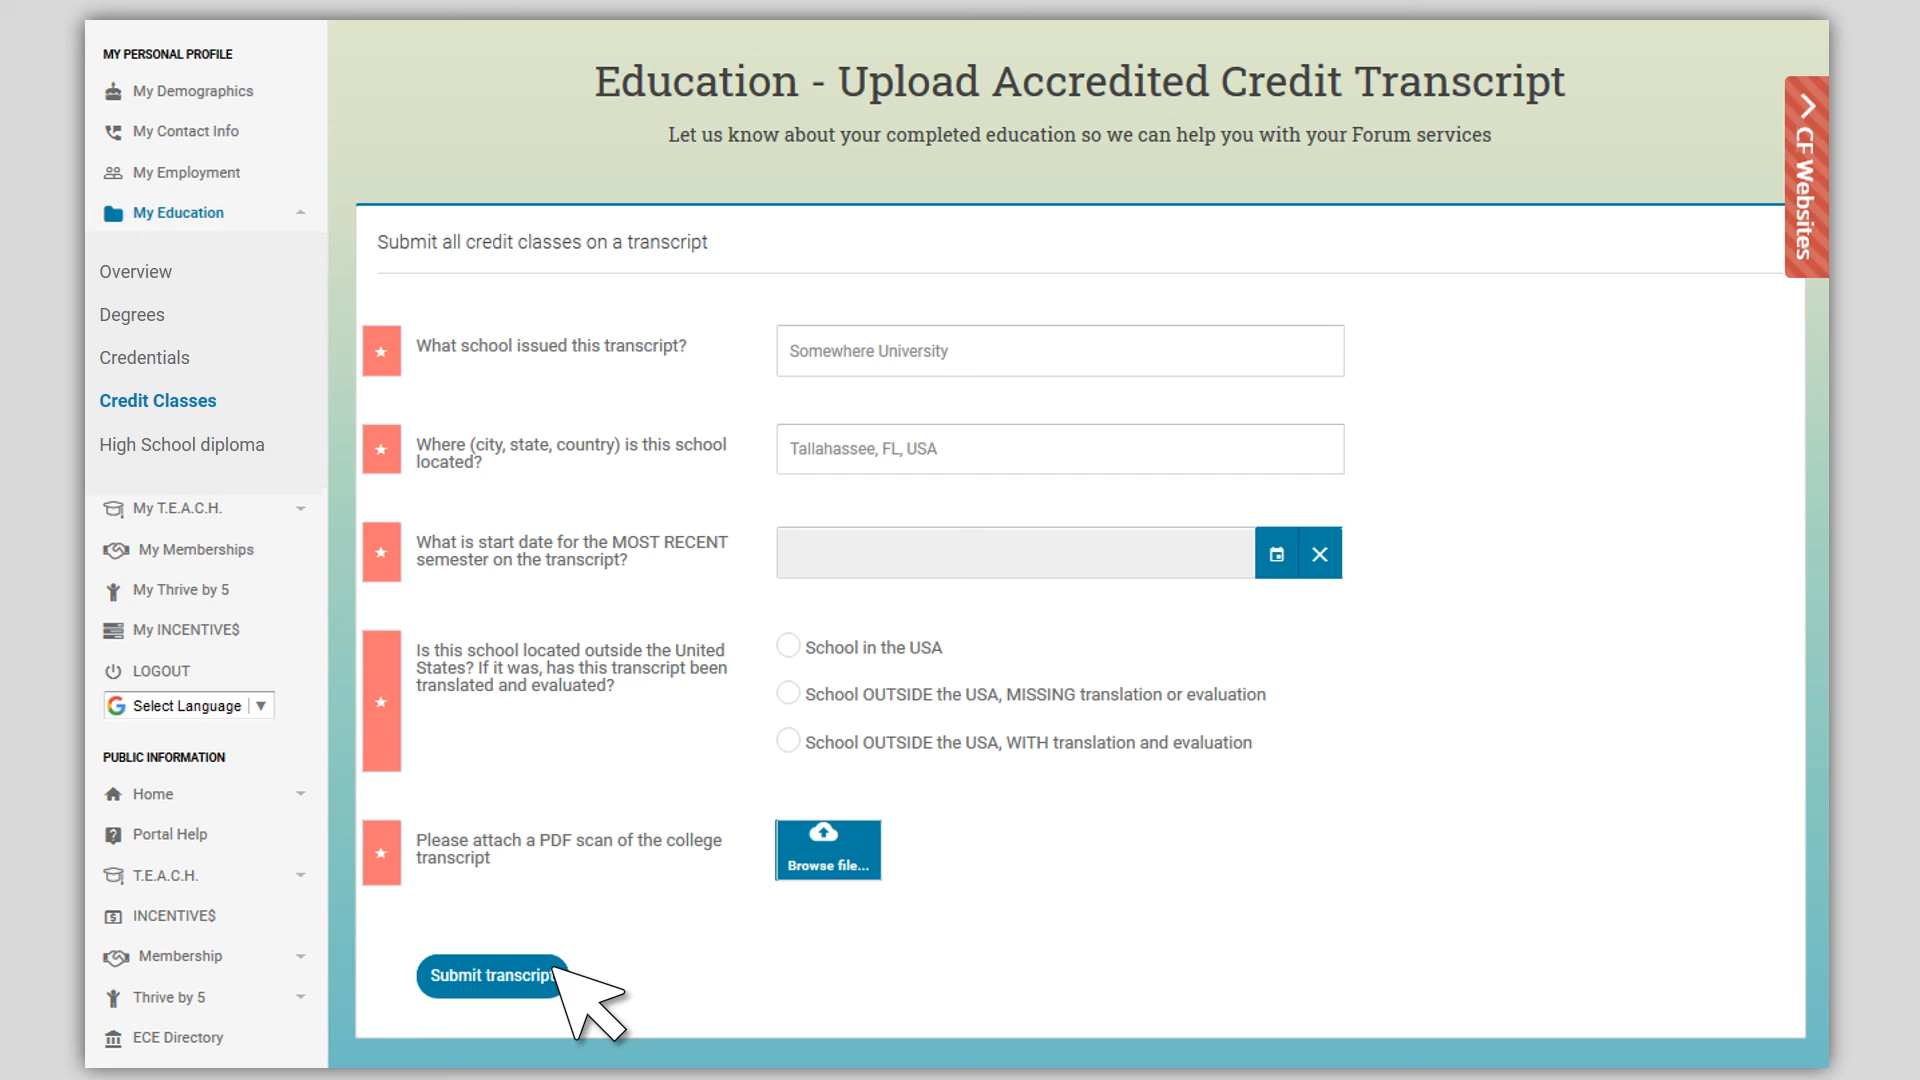 MY PERSONAL PROFILE
My Demographics
My Contact Info
My Employment
My Education
Overview
Degrees
Credentials
Credit Classes
High School diploma
My T.E.A.C.H.
My Memberships
My Thrive by 5
My INCENTIVE$
LOGOUT
Select Language
PUBLIC INFORMATION
Home
Portal Help
T.E.A.C.H.
INCENTIVE$
Membership
Thrive by 5
ECE Directory
Education - Upload Accredited Credit Transcript
Let us know about your completed education so we can help you with your Forum services
CF Websites
Submit all credit classes on a transcript
What school issued this transcript?
Somewhere University
Where (city, state, country) is this school
located?
Tallahassee, FL, USA
What is start date for the MOST RECENT
semester on the transcript?
Is this school located outside the United
States? If it was, has this transcript been
translated and evaluated?
School in the USA
School OUTSIDE the USA, MISSING translation or evaluation
School OUTSIDE the USA, WITH translation and evaluation
Please attach a PDF scan of the college
transcript
Browse file...
Submit transcript